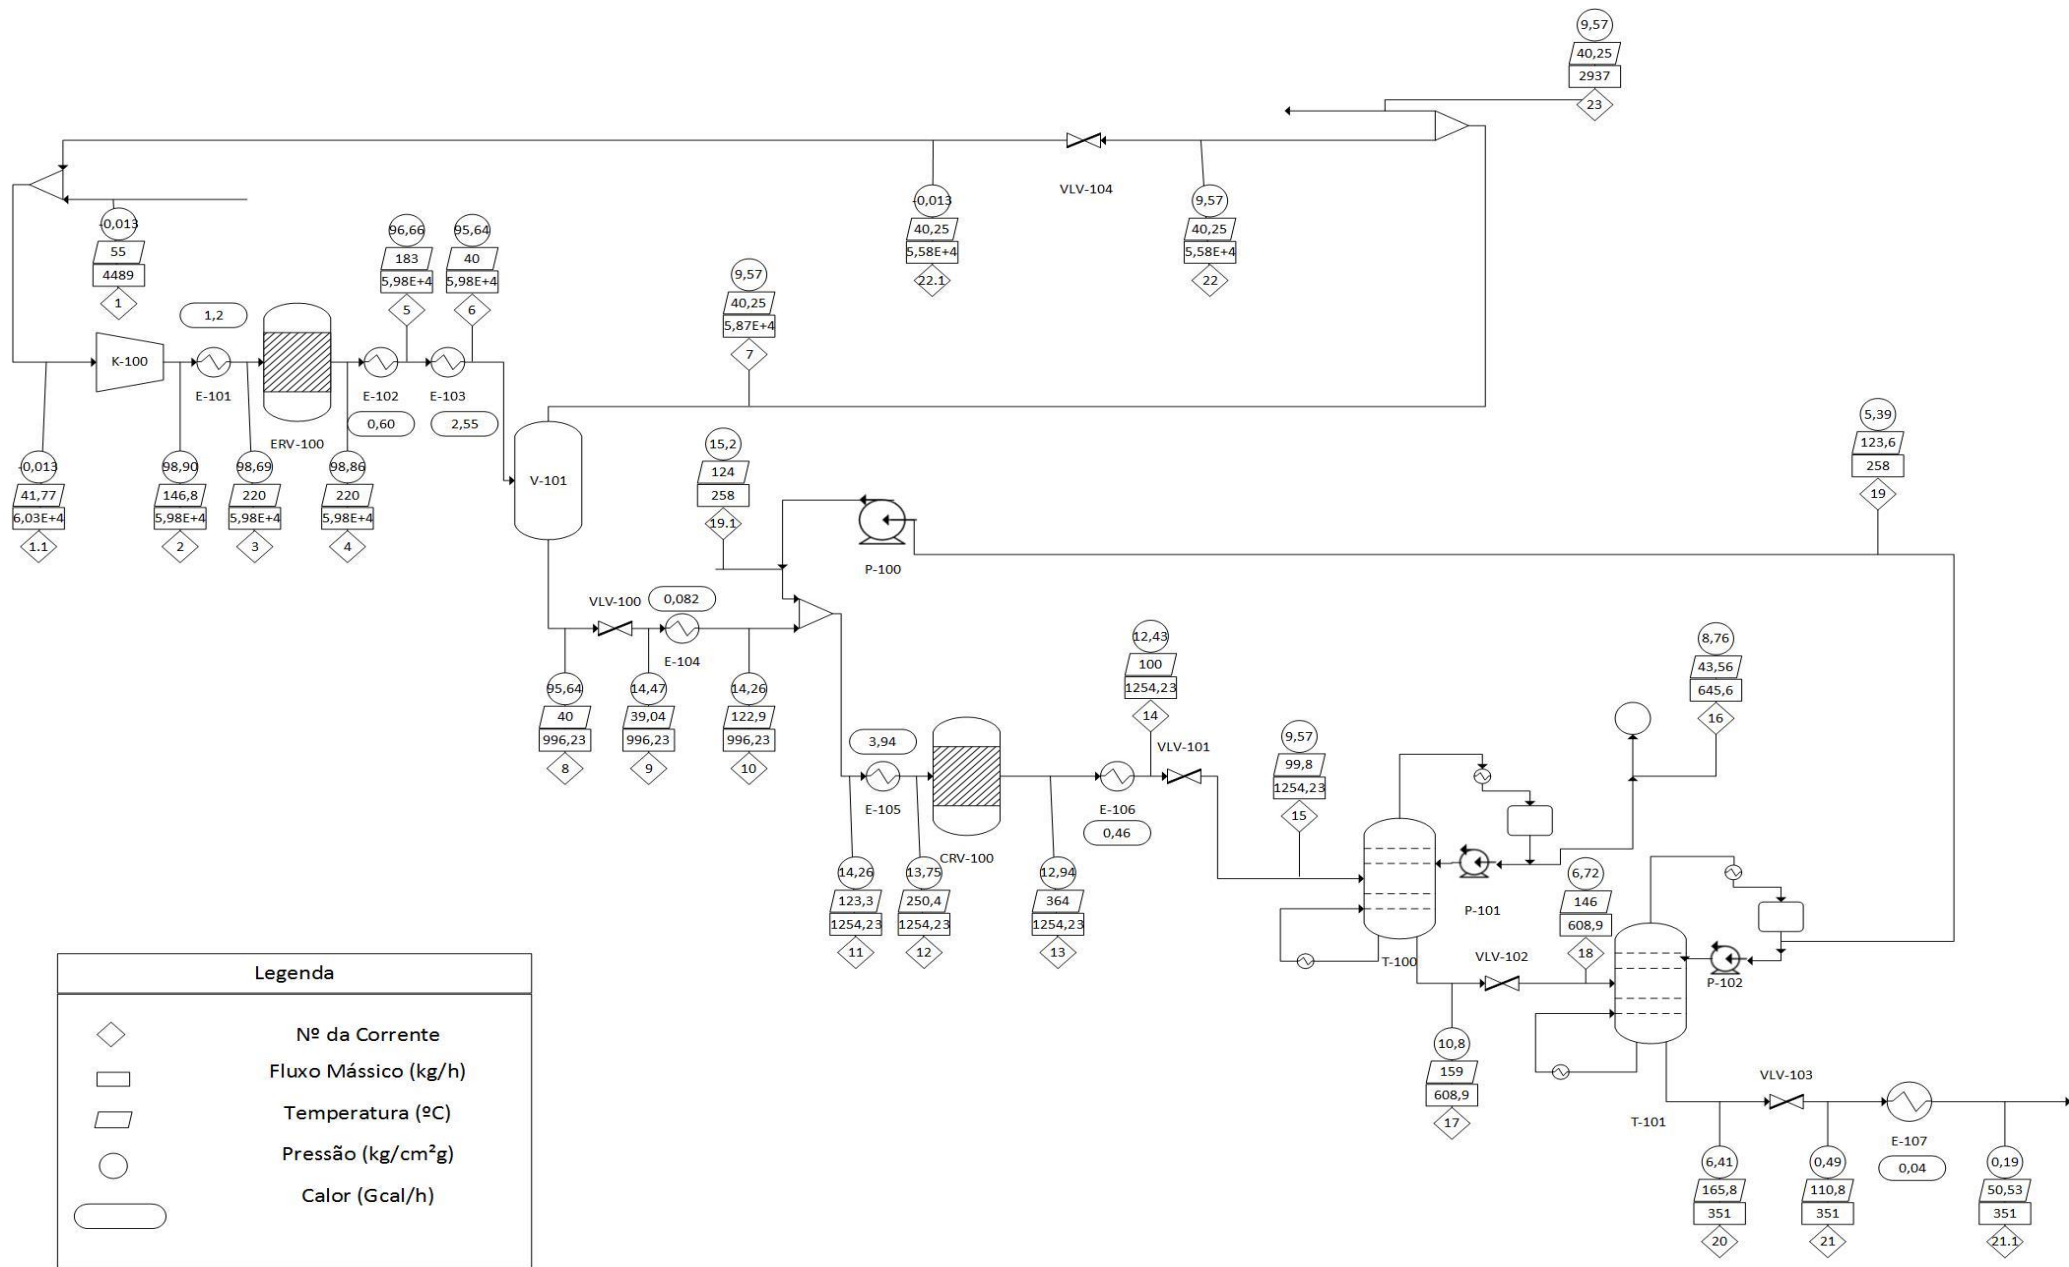 9,57
40,25
2937
23
VLV-104
-0,013
55
4489
1
-0,013
40,25
5,58E+4
22.1
9,57
40,25
5,58E+4
22
96,66
183
5,98E+4
5
95,64
40
5,98E+4
6
9,57
40,25
5,87E+4
7
1,2
K-100
E-101
ERV-100
E-102
0,60
E-103
2,55
-0,013
41,77
6,03E+4
1.1
98,90
146,8
5,98E+4
2
98,69
220
5,98E+4
3
98,86
220
5,98E+4
4
V-101
15,2
124
258
19.1
P-100
5,39
123,6
258
19
VLV-100
0,082
E-104
95,64
40
996,23
8
14,47
39,04
996,23
9
14,26
122,9
996,23
10
3,94
E-105
CRV-100
E-106
0,46
12,43
100
1254,23
14
VLV-101
14,26
123,3
1254,23
11
13,75
250,4
1254,23
12
12,94
364
1254,23
13
9,57
99,8
1254,23
15
8,76
43,56
645,6
16
P-101
T-100
6,72
146
608,9
18
VLV-102
P-102
10,8
159
608,9
17
T-101
VLV-103
E-107
0,04
6,41
165,8
351
20
0,49
110,8
351
21
0,19
50,53
351
21.1
Legenda
Nº da Corrente
Fluxo Mássico (kg/h)
Temperatura (ºC)
Pressão (kg/cm²g)
Calor (Gcal/h)